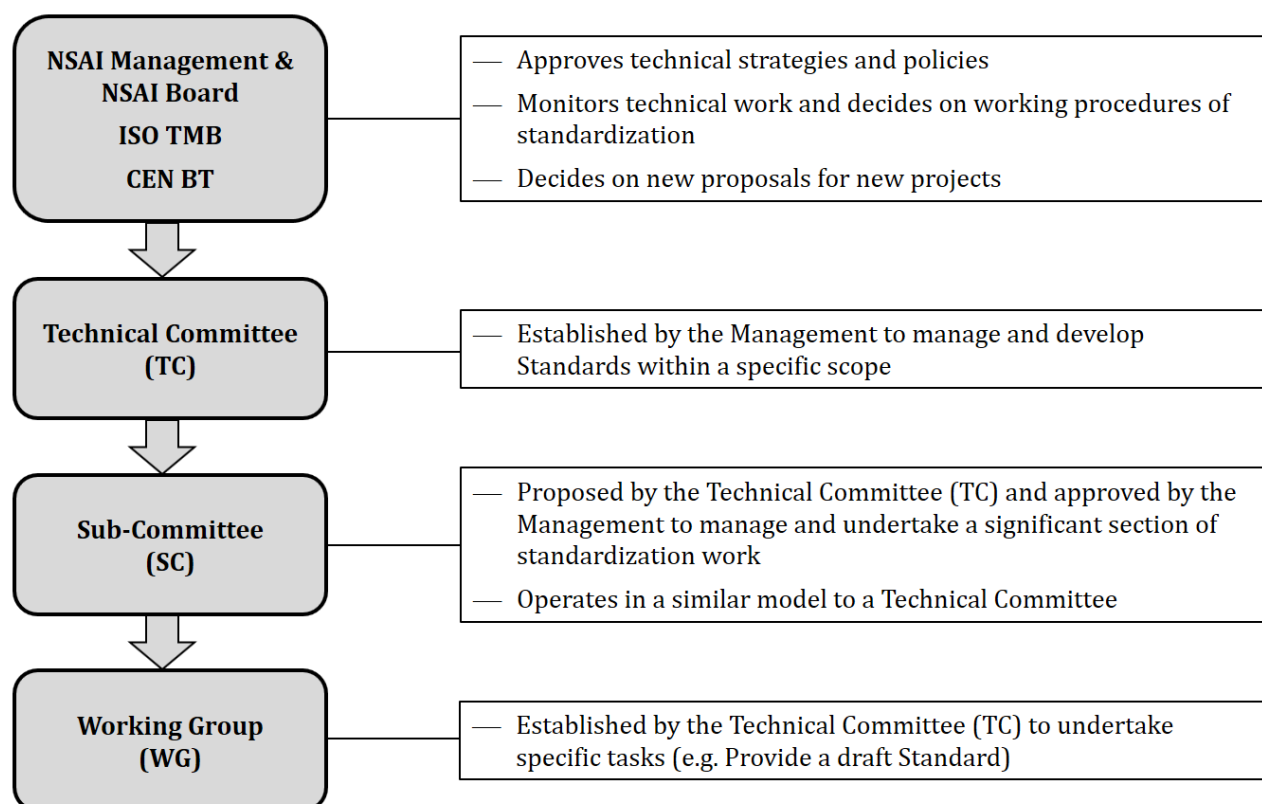 NSAI Management &
NSAI Board
ISO TMB
CEN BT
— Approves technical strategies and policies
— Monitors technical work and decides on working procedures of
standardization
— Decides on new proposals for new projects
Technical Committee
(TC)
— Established by the Management to manage and develop
Standards within a specific scope
Sub-Committee
(SC)
— Proposed by the Technical Committee (TC) and approved by the
Management to manage and undertake a significant section of
standardization work
— Operates in a similar model to a Technical Committee
Working Group
(WG)
— Established by the Technical Committee (TC) to undertake
specific tasks (e.g. Provide a draft Standard)